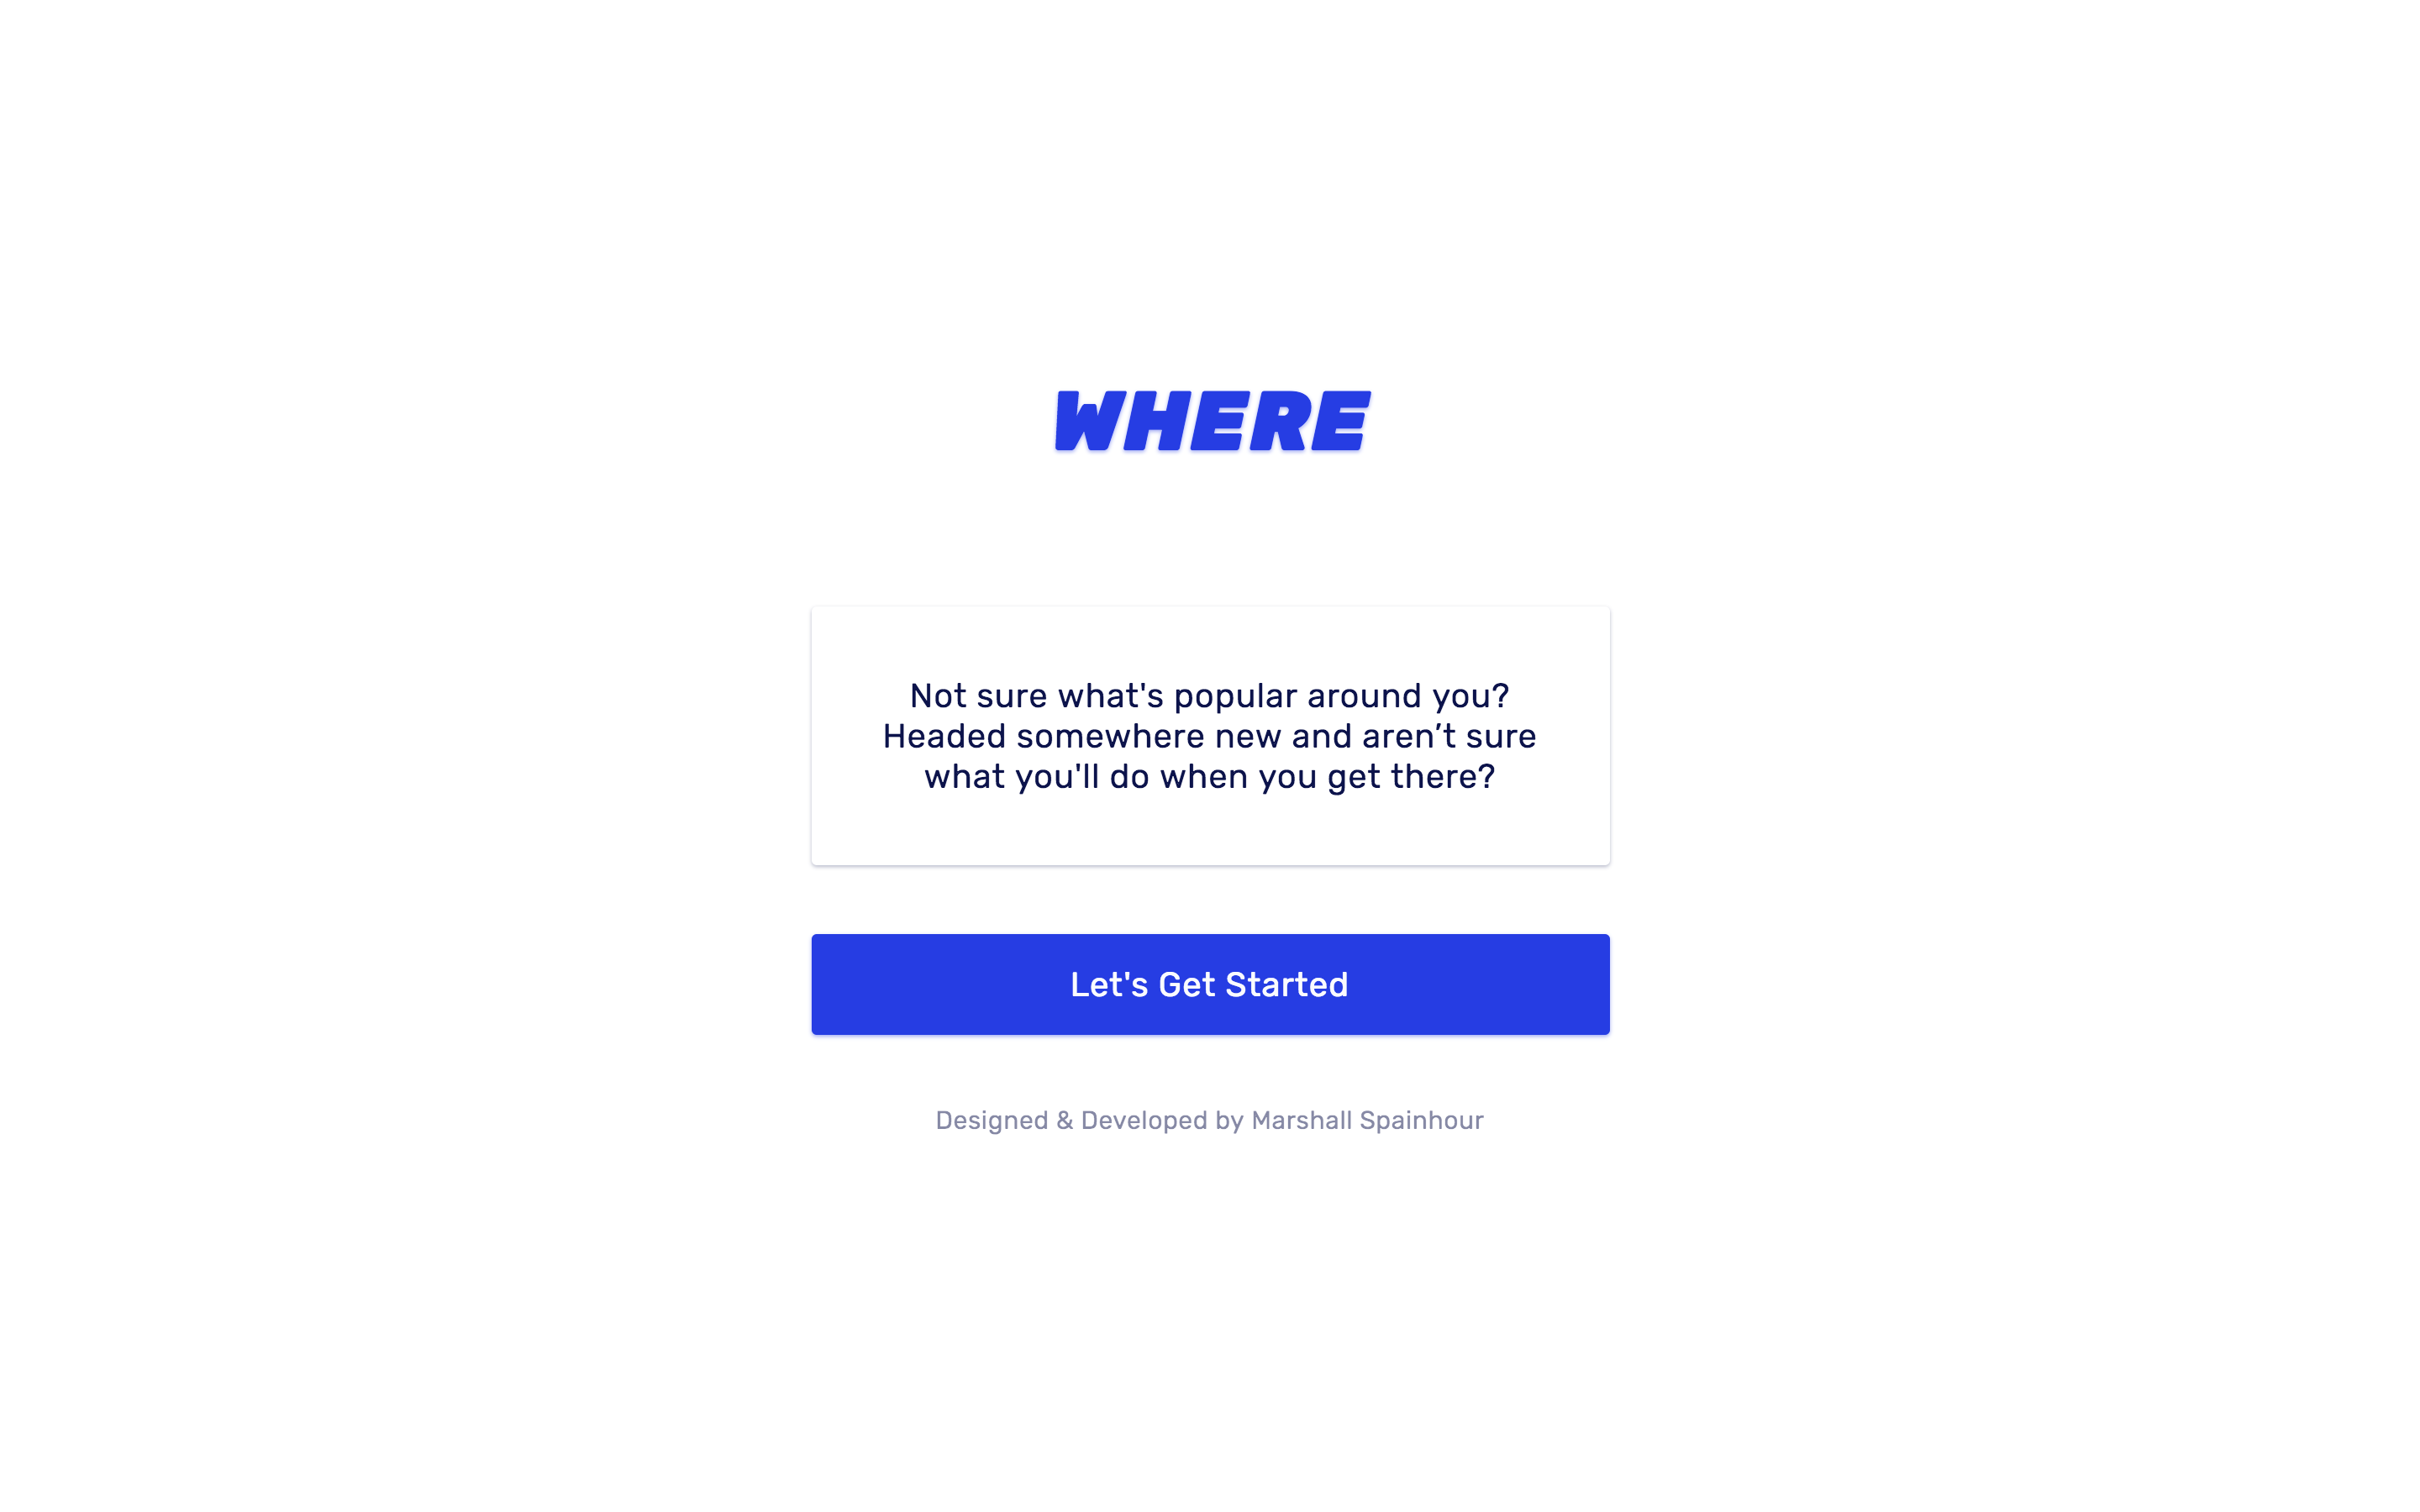 WHERE
Not sure what's popular around you?
Headed somewhere new and aren’t sure
what you'll do when you get there?
Let's Get Started
Designed & Developed by Marshall Spainhour